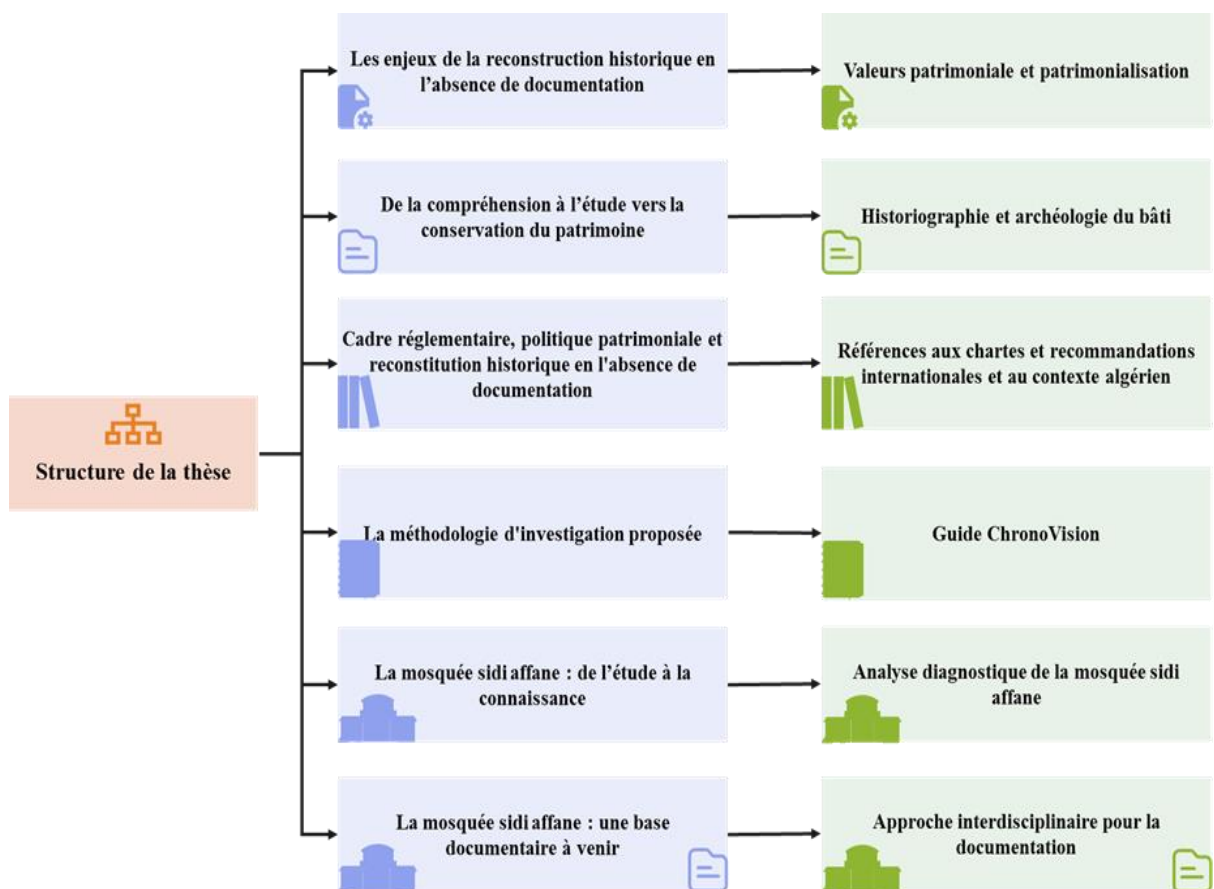 Les enjeux de la reconstruction historique en
l'absence de documentation
Valeurs patrimoniale et patrimonialisation
De la compréhension à l'étude vers la
conservation du patrimoine
Historiographie et archéologie du bâti
Cadre réglementaire, politique patrimoniale et
reconstitution historique en l'absence de
documentation
Références aux chartes et recommandations
internationales et au contexte algérien
Structure de la thèse
La méthodologie d'investigation proposée
Guide ChronoVision
La mosquée sidi affane : de l'étude à la
connaissance
Analyse diagnostique de la mosquée sidi
affane
La mosquée sidi affane : une base
documentaire à venir
Approche interdisciplinaire pour la
documentation